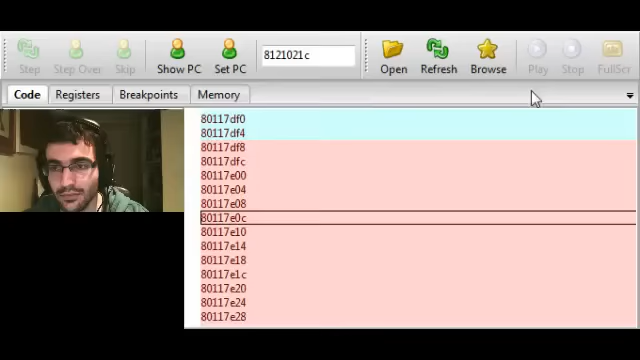 8121021c
Step Step Over Skip Show PC Set PC Open Refresh Browse Play Stop FullScr
Code Registers Breakpoints Memory
80117df0
80117df4
80117df8
80117dfc
80117e00
80117e04
80117e08
80117e0c
80117e10
80117e14
80117e18
80117e1c
80117e20
80117e24
80117e28